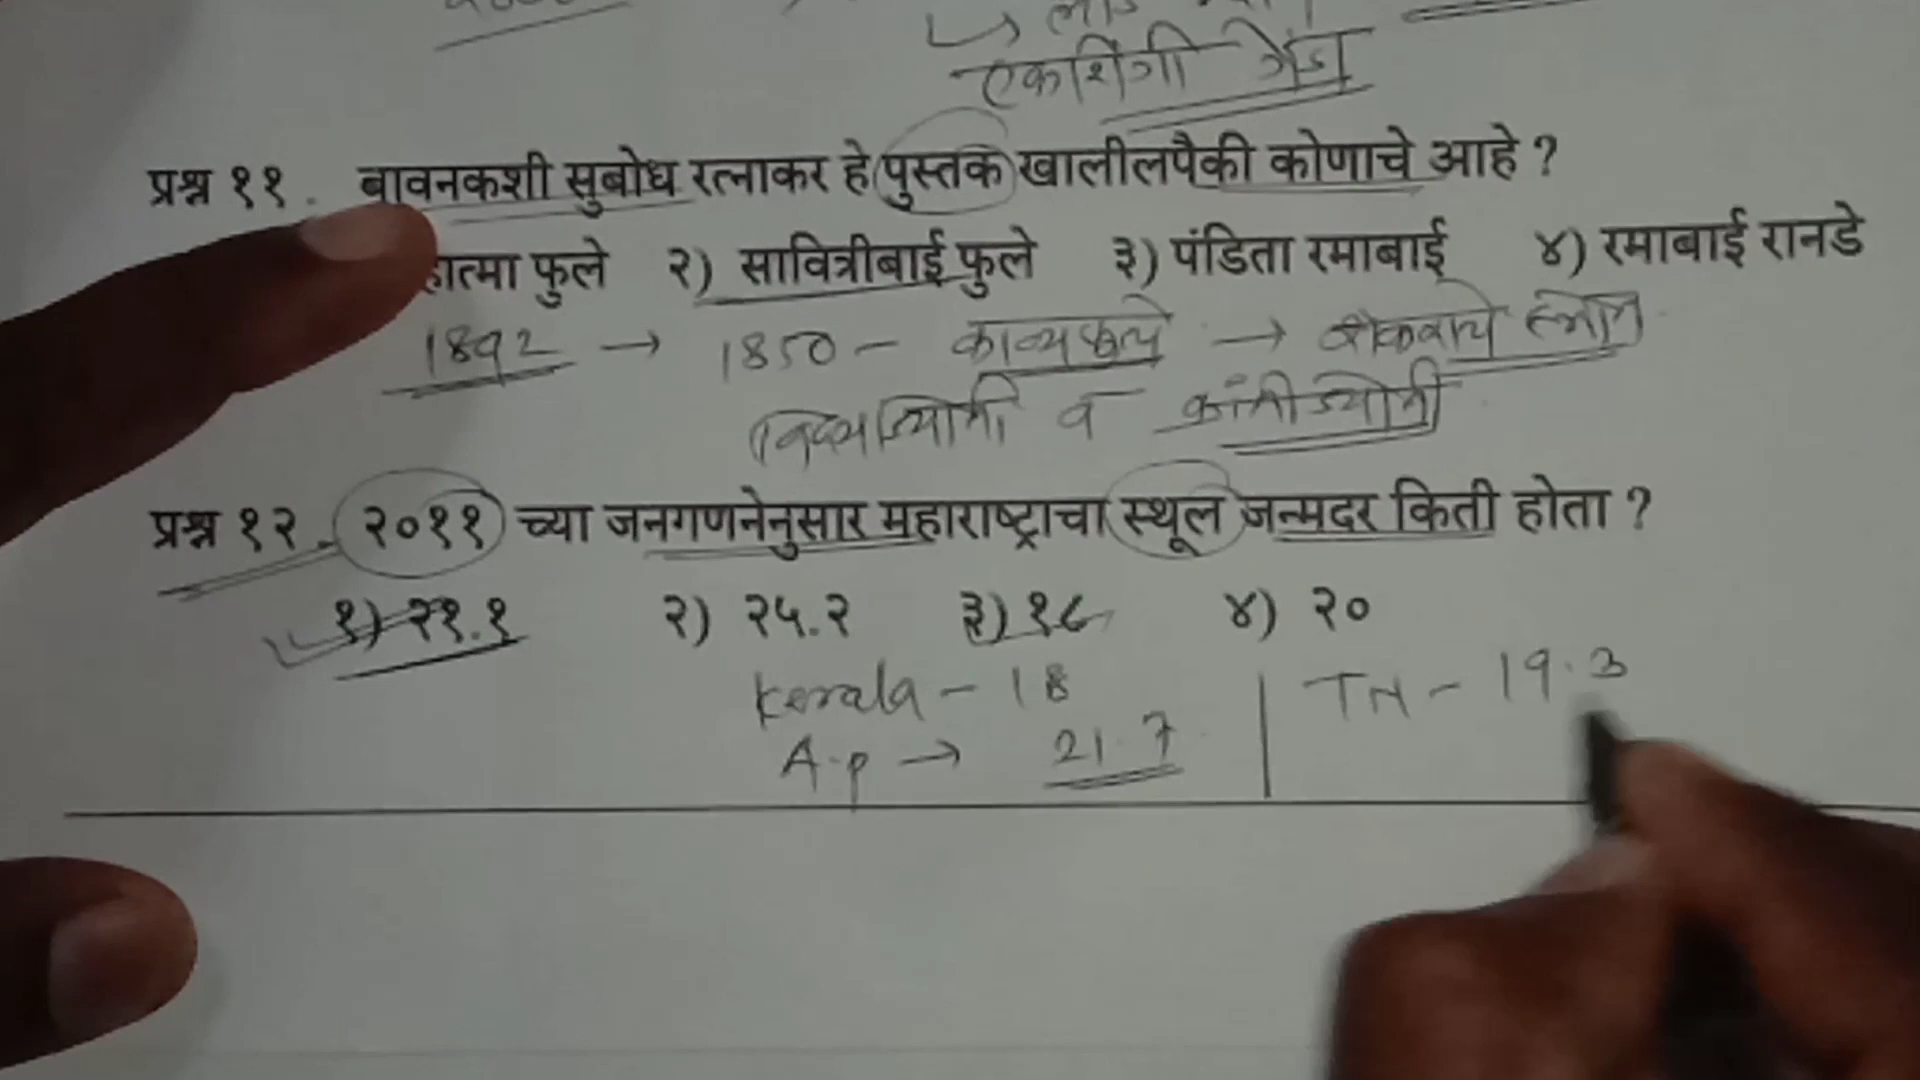 एकशिंगी गेंडा
प्रश्न ११. बावनकशी सुबोध रत्नाकर हे पुस्तक खालीलपैकी कोणाचे आहे ?
हात्मा फुले २) सावित्रीबाई फुले ३) पंडिता रमाबाई ४) रमाबाई रानडे
1892 → 1850 - काव्यफुले →
व क्रांतीज्योती
प्रश्न १२. २०११ च्या जनगणनेनुसार महाराष्ट्राचा स्थूल जन्मदर किती होता ?
१) २१.१ २) २५.२ ३) १८ ४) २०
Kerala - 18 TN - 19.3
A.p → 21.7